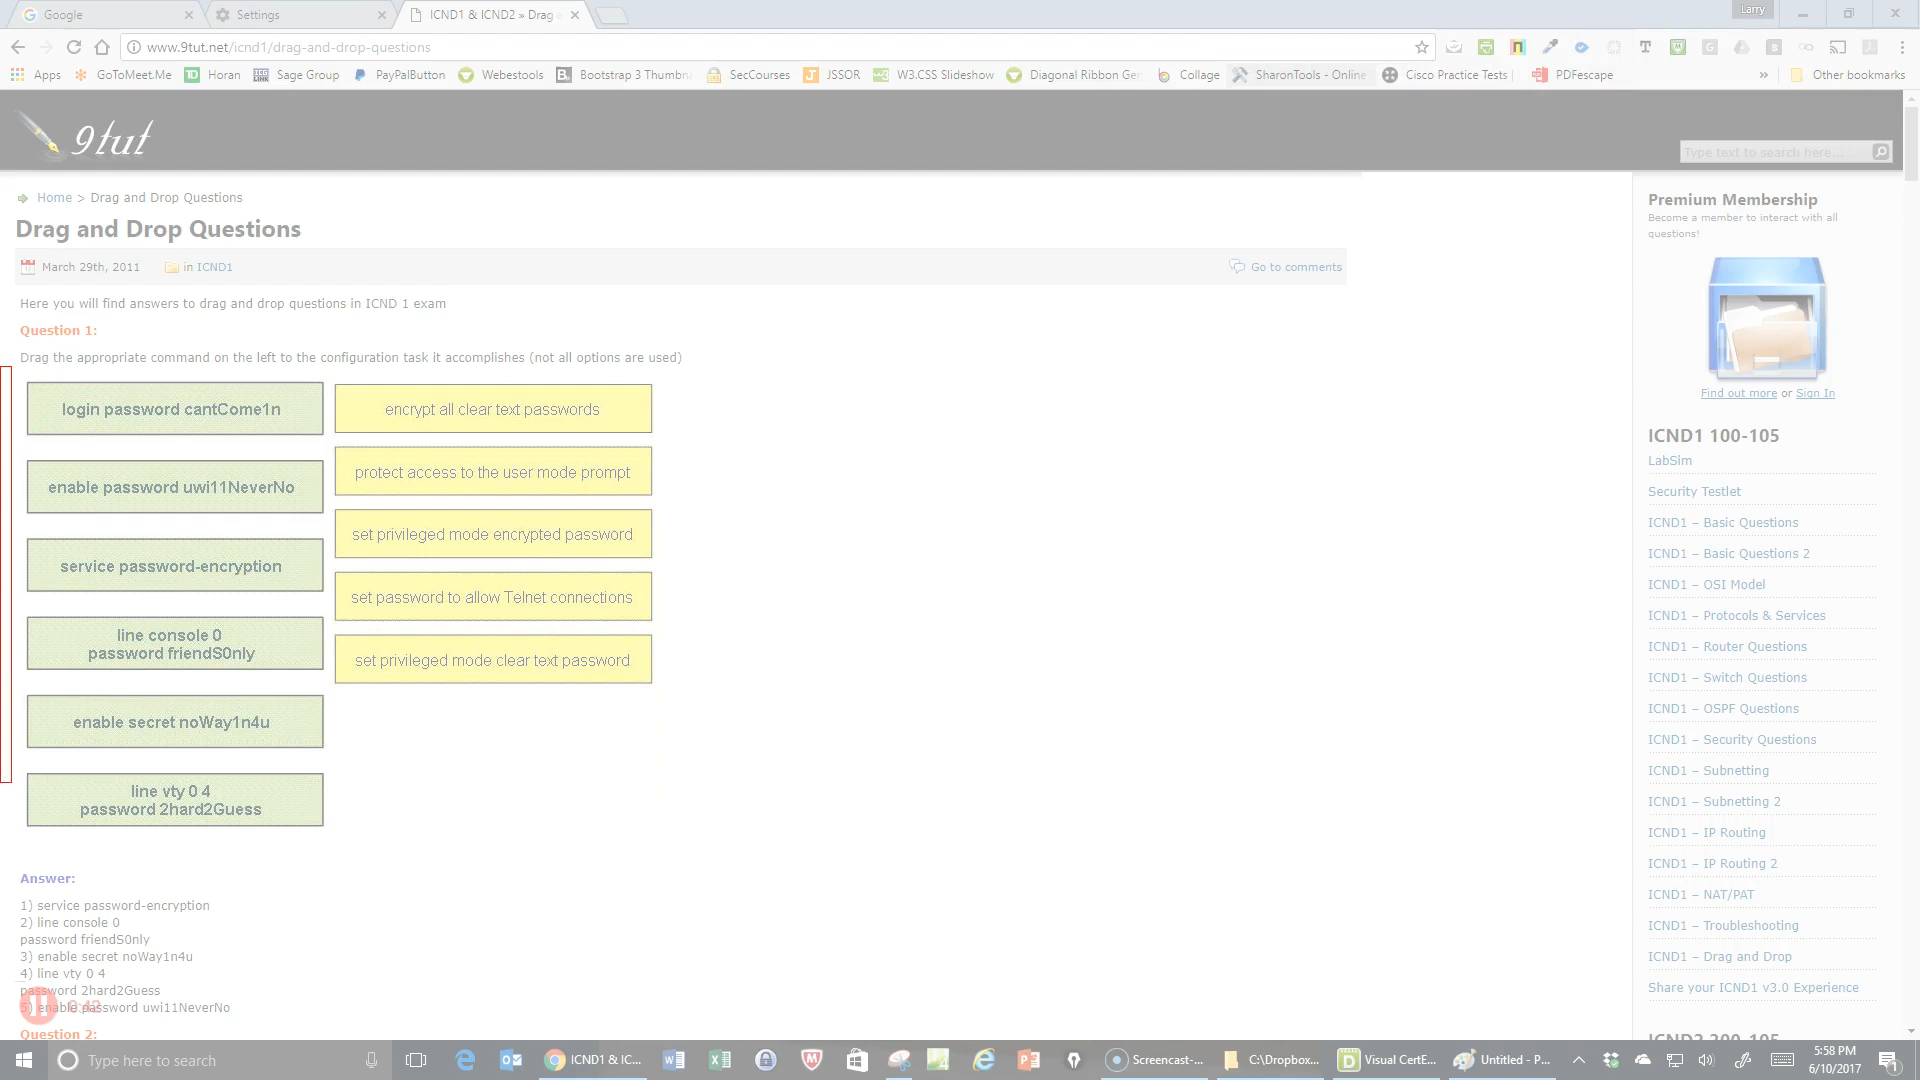 Google
Settings
ICND1 & ICND2 » Drag a
Larry
www.9tut.net/icnd1/drag-and-drop-questions
Apps
GoToMeet.Me
Horan
Sage Group
PayPalButton
Webestools
Bootstrap 3 Thumbna
SecCourses
JSSOR
W3.CSS Slideshow
Diagonal Ribbon Gen
Collage
SharonTools - Online
Cisco Practice Tests
PDFescape
»
Other bookmarks
9tut
Type text to search here...
Home > Drag and Drop Questions
Drag and Drop Questions
March 29th, 2011
in ICND1
Go to comments
Here you will find answers to drag and drop questions in ICND 1 exam
Question 1:
Drag the appropriate command on the left to the configuration task it accomplishes (not all options are used)
login password cantCome1n
enable password uwi11NeverNo
service password-encryption
line console 0
password friendS0nly
enable secret noWay1n4u
line vty 0 4
password 2hard2Guess
encrypt all clear text passwords
protect access to the user mode prompt
set privileged mode encrypted password
set password to allow Telnet connections
set privileged mode clear text password
Answer:
1) service password-encryption
2) line console 0
password friendS0nly
3) enable secret noWay1n4u
4) line vty 0 4
password 2hard2Guess
5) enable password uwi11NeverNo
Question 2:
Premium Membership
Become a member to interact with all
questions!
Find out more or Sign In
ICND1 100-105
LabSim
Security Testlet
ICND1 – Basic Questions
ICND1 – Basic Questions 2
ICND1 – OSI Model
ICND1 – Protocols & Services
ICND1 – Router Questions
ICND1 – Switch Questions
ICND1 – OSPF Questions
ICND1 – Security Questions
ICND1 – Subnetting
ICND1 – Subnetting 2
ICND1 – IP Routing
ICND1 – IP Routing 2
ICND1 – NAT/PAT
ICND1 – Troubleshooting
ICND1 – Drag and Drop
Share your ICND1 v3.0 Experience
ICND2 200-105
Type here to search
ICND1 & IC...
Screencast-...
C:\Dropbox...
Visual CertE...
Untitled - P...
5:58 PM
6/10/2017